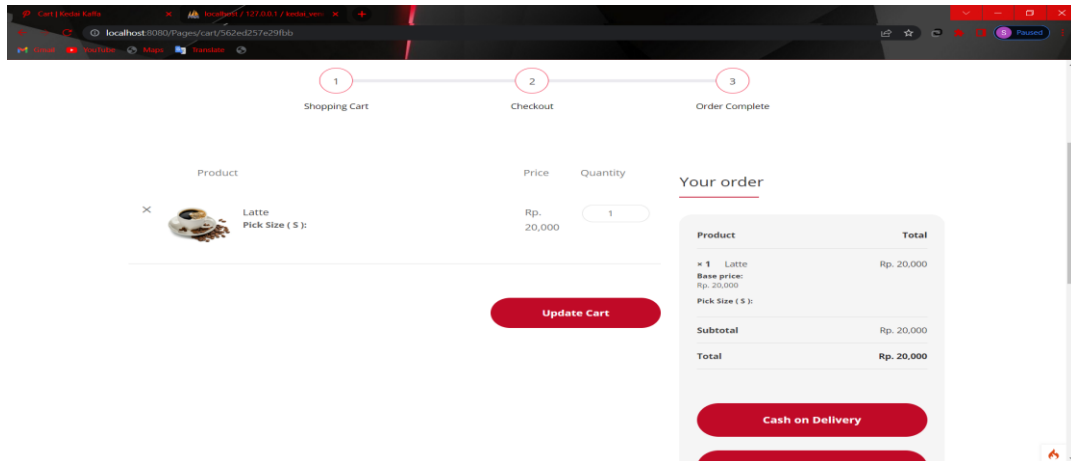 Cart | Kedai Kaffa
localhost / 127.0.0.1 / kedai_ver
localhost:8080/Pages/cart/562ed257e29fbb
S Paused
Gmail YouTube Maps Translate
1 2 3
Shopping Cart Checkout Order Complete
Product Price Quantity
Latte
Pick Size ( S ):
Rp.
20,000
1
Update Cart
Your order
Product Total
× 1 Latte Rp. 20,000
Base price:
Rp. 20,000
Pick Size ( S ):
Subtotal Rp. 20,000
Total Rp. 20,000
Cash on Delivery